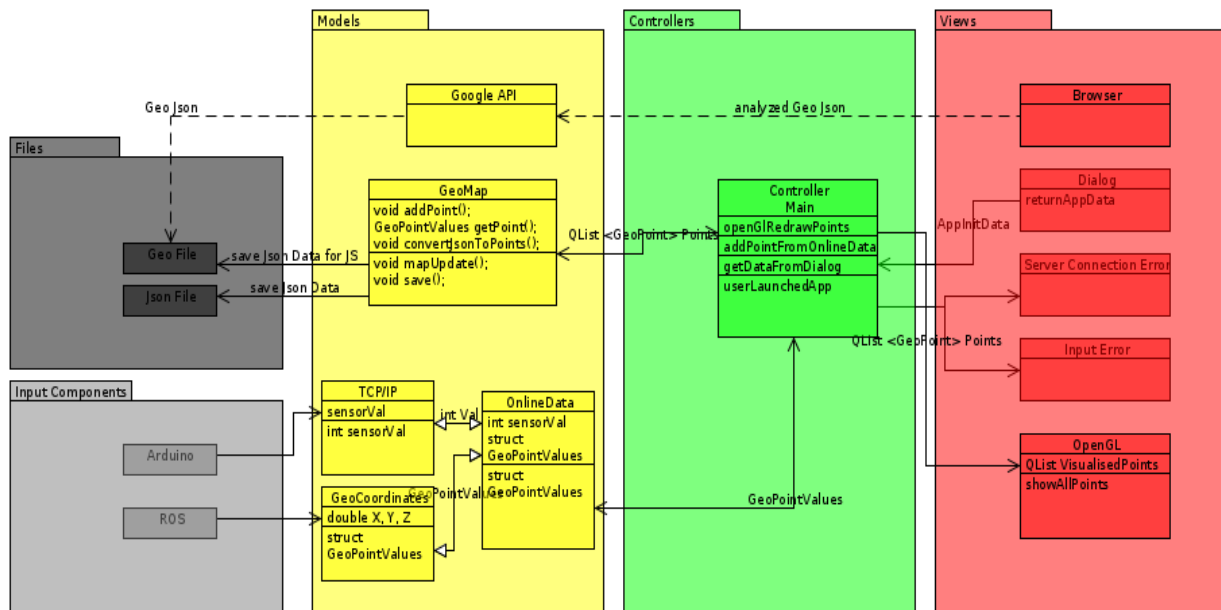 Models
Controllers
Views
Google API
Browser
Geo Json
analyzed Geo Json
Files
GeoMap
void addPoint();
GeoPointValues getPoint();
void convertJsonToPoints();
void mapUpdate();
void save();
Controller
Main
openGlRedrawPoints
addPointFromOnlineData
getDataFromDialog
userLaunchedApp
Dialog
returnAppData
AppInitData
QList <GeoPoint> Points
Geo File
save Json Data for JS
Json File
save Json Data
Server Connection Error
QList <GeoPoint> Points
Input Error
Input Components
TCP/IP
sensorVal
int sensorVal
int Val
OnlineData
int sensorVal
struct
GeoPointValues
struct
GeoPointValues
Arduino
ROS
GeoCoordinates
double X, Y, Z
struct
GeoPointValues
GeoPointValues
GeoPointValues
OpenGL
QList VisualisedPoints
showAllPoints